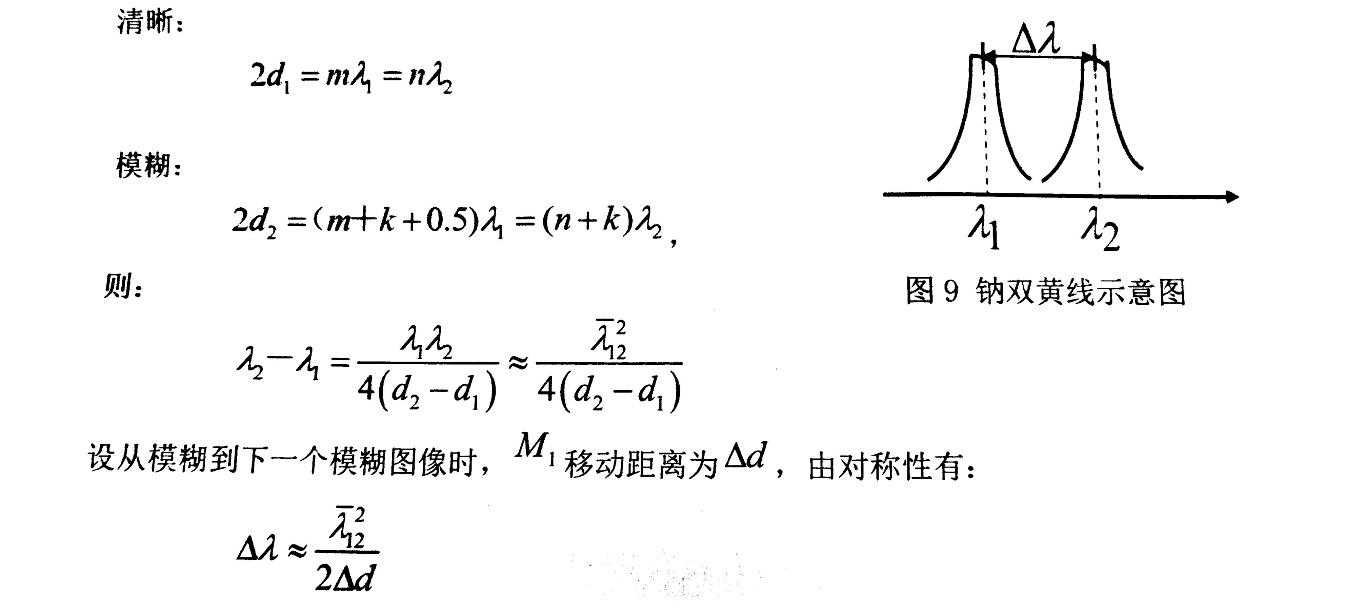 清晰：
2d₁ = mλ₁ = nλ₂
模糊：
2d₂ = (m+k+0.5)λ₁ = (n+k)λ₂，
则：
λ₂−λ₁ = λ₁λ₂ / 4(d₂−d₁) ≈ λ̄₁₂² / 4(d₂−d₁)
设从模糊到下一个模糊图像时，M₁移动距离为Δd，由对称性有：
Δλ ≈ λ̄₁₂² / 2Δd
Δλ
λ₁ λ₂
图 9 钠双黄线示意图